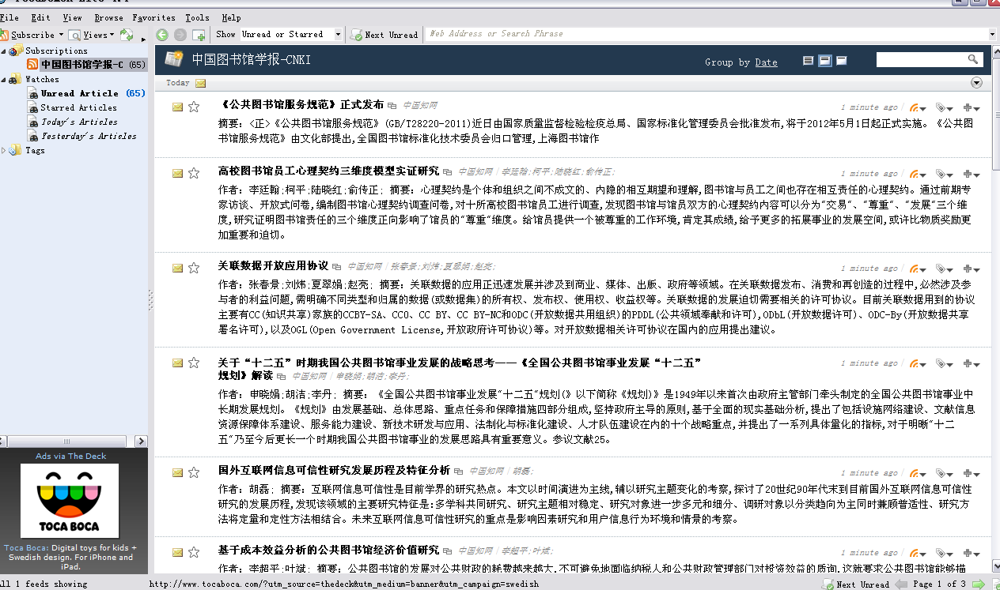 File Edit View Browse Favorites Tools Help
Subscribe Views Show Unread or Starred Next Unread Web Address or Search Phrase
Subscriptions
中国图书馆学报-C (65)
Watches
Unread Article (65)
Starred Articles
Today's Articles
Yesterday's Articles
Tags
中国图书馆学报-CNKI Group by Date
Today
《公共图书馆服务规范》正式发布 中国知网 1 minute ago
摘要: <正>《公共图书馆服务规范》(GB/T28220-2011)近日由国家质量监督检验检疫总局、国家标准化管理委员会批准发布,将于2012年5月1日起正式实施。《公共图
书馆服务规范》由文化部提出,全国图书馆标准化技术委员会归口管理,上海图书馆作
高校图书馆员工心理契约三维度模型实证研究 中国知网 | 李廷翰;柯平;陆晓红;俞传正; 1 minute ago
作者: 李廷翰;柯平;陆晓红;俞传正; 摘要: 心理契约是个体和组织之间不成文的、内隐的相互期望和理解,图书馆与员工之间也存在相互责任的心理契约。通过前期专
家访谈、开放式问卷,编制图书馆心理契约调查问卷,对十所高校图书馆员工进行调查,发现图书馆与馆员双方的心理契约内容可以分为"交易"、"尊重"、"发展"三个维
度,研究证明图书馆责任的三个维度正向影响了馆员的"尊重"维度。给馆员提供一个被尊重的工作环境,肯定其成绩,给予更多的拓展事业的发展空间,或许比物质奖励更
加重要和迫切。
关联数据开放应用协议 中国知网 | 张春景;刘炜;夏翠娟;赵亮; 1 minute ago
作者: 张春景;刘炜;夏翠娟;赵亮; 摘要: 关联数据的应用正迅速发展并涉及到商业、媒体、出版、政府等领域。在关联数据发布、消费和再创造的过程中,必然涉及参
与者的利益问题,需明确不同类型和归属的数据(或数据集)的所有权、发布权、使用权、收益权等。关联数据的发展迫切需要相关的许可协议。目前关联数据用到的协议
主要有CC(知识共享)家族的CCBY-SA、CC0、CC BY、CC BY-NC和ODC(开放数据共用组织)的PDDL(公共领域奉献和许可),ODbL(开放数据许可)、ODC-By(开放数据共享
署名许可),以及OGL(Open Government License,开放政府许可协议)等。对开放数据相关许可协议在国内的应用提出建议。
关于“十二五”时期我国公共图书馆事业发展的战略思考——《全国公共图书馆事业发展“十二五” 1 minute ago
规划》解读 中国知网 | 申晓娟;胡洁;李丹;
作者: 申晓娟;胡洁;李丹; 摘要: 《全国公共图书馆事业发展"十二五"规划(》以下简称《规划)》是1949年以来首次由政府主管部门牵头制定的全国公共图书馆事业中
长期发展规划。《规划》由发展基础、总体思路、重点任务和保障措施四部分组成,坚持政府主导的原则,基于全面的现实基础分析,提出了包括设施网络建设、文献信息
资源保障体系建设、服务能力建设、新技术研发与应用、法制化与标准化建设、人才队伍建设在内的十个战略重点,并提出了一系列具体量化的指标,对于明晰"十二
五"乃至今后更长一个时期我国公共图书馆事业的发展思路具有重要意义。参议文献25。
国外互联网信息可信性研究发展历程及特征分析 中国知网 | 胡磊; 1 minute ago
作者: 胡磊; 摘要: 互联网信息可信性是目前学界的研究热点。本文以时间演进为主线,辅以研究主题变化的考察,探讨了20世纪90年代末到目前国外互联网信息可信性
研究的发展历程,发现该领域的主要研究特征是:多学科共同研究、研究主题相对稳定、研究对象进一步多元和细分、调研对象以分类趋向为主同时兼顾普适性、研究方
法将定量和定性方法相结合。未来互联网信息可信性研究的重点是影响因素研究和用户信息行为环境和情景的考察。
基于成本效益分析的公共图书馆经济价值研究 中国知网 | 李超平;叶斌; 1 minute ago
作者: 李超平;叶斌; 摘要: 公共图书馆的发展对公共财政的耗费越来越大,不可避免地面临纳税人和公共财政管理部门对投资效益的质询,这就要求公共图书馆能够描
Ads via The Deck
TOCA BOCA
Toca Boca: Digital toys for kids +
Swedish design. For iPhone and
iPad.
All 1 feeds showing http://www.tocaboca.com/?utm_source=thedeck&utm_medium=banner&utm_campaign=swedish Next Unread Page 1 of 3